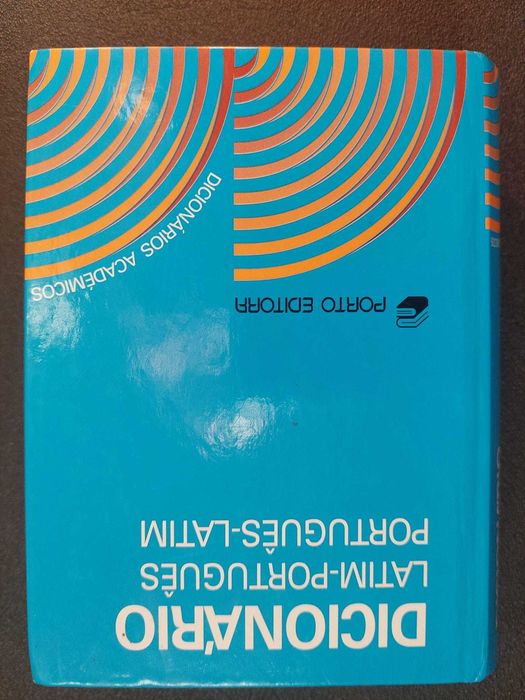 DICIONÁRIO
LATIM-PORTUGUÊS
PORTUGUÊS-LATIM
PORTO EDITORA
DICIONÁRIOS ACADÉMICOS